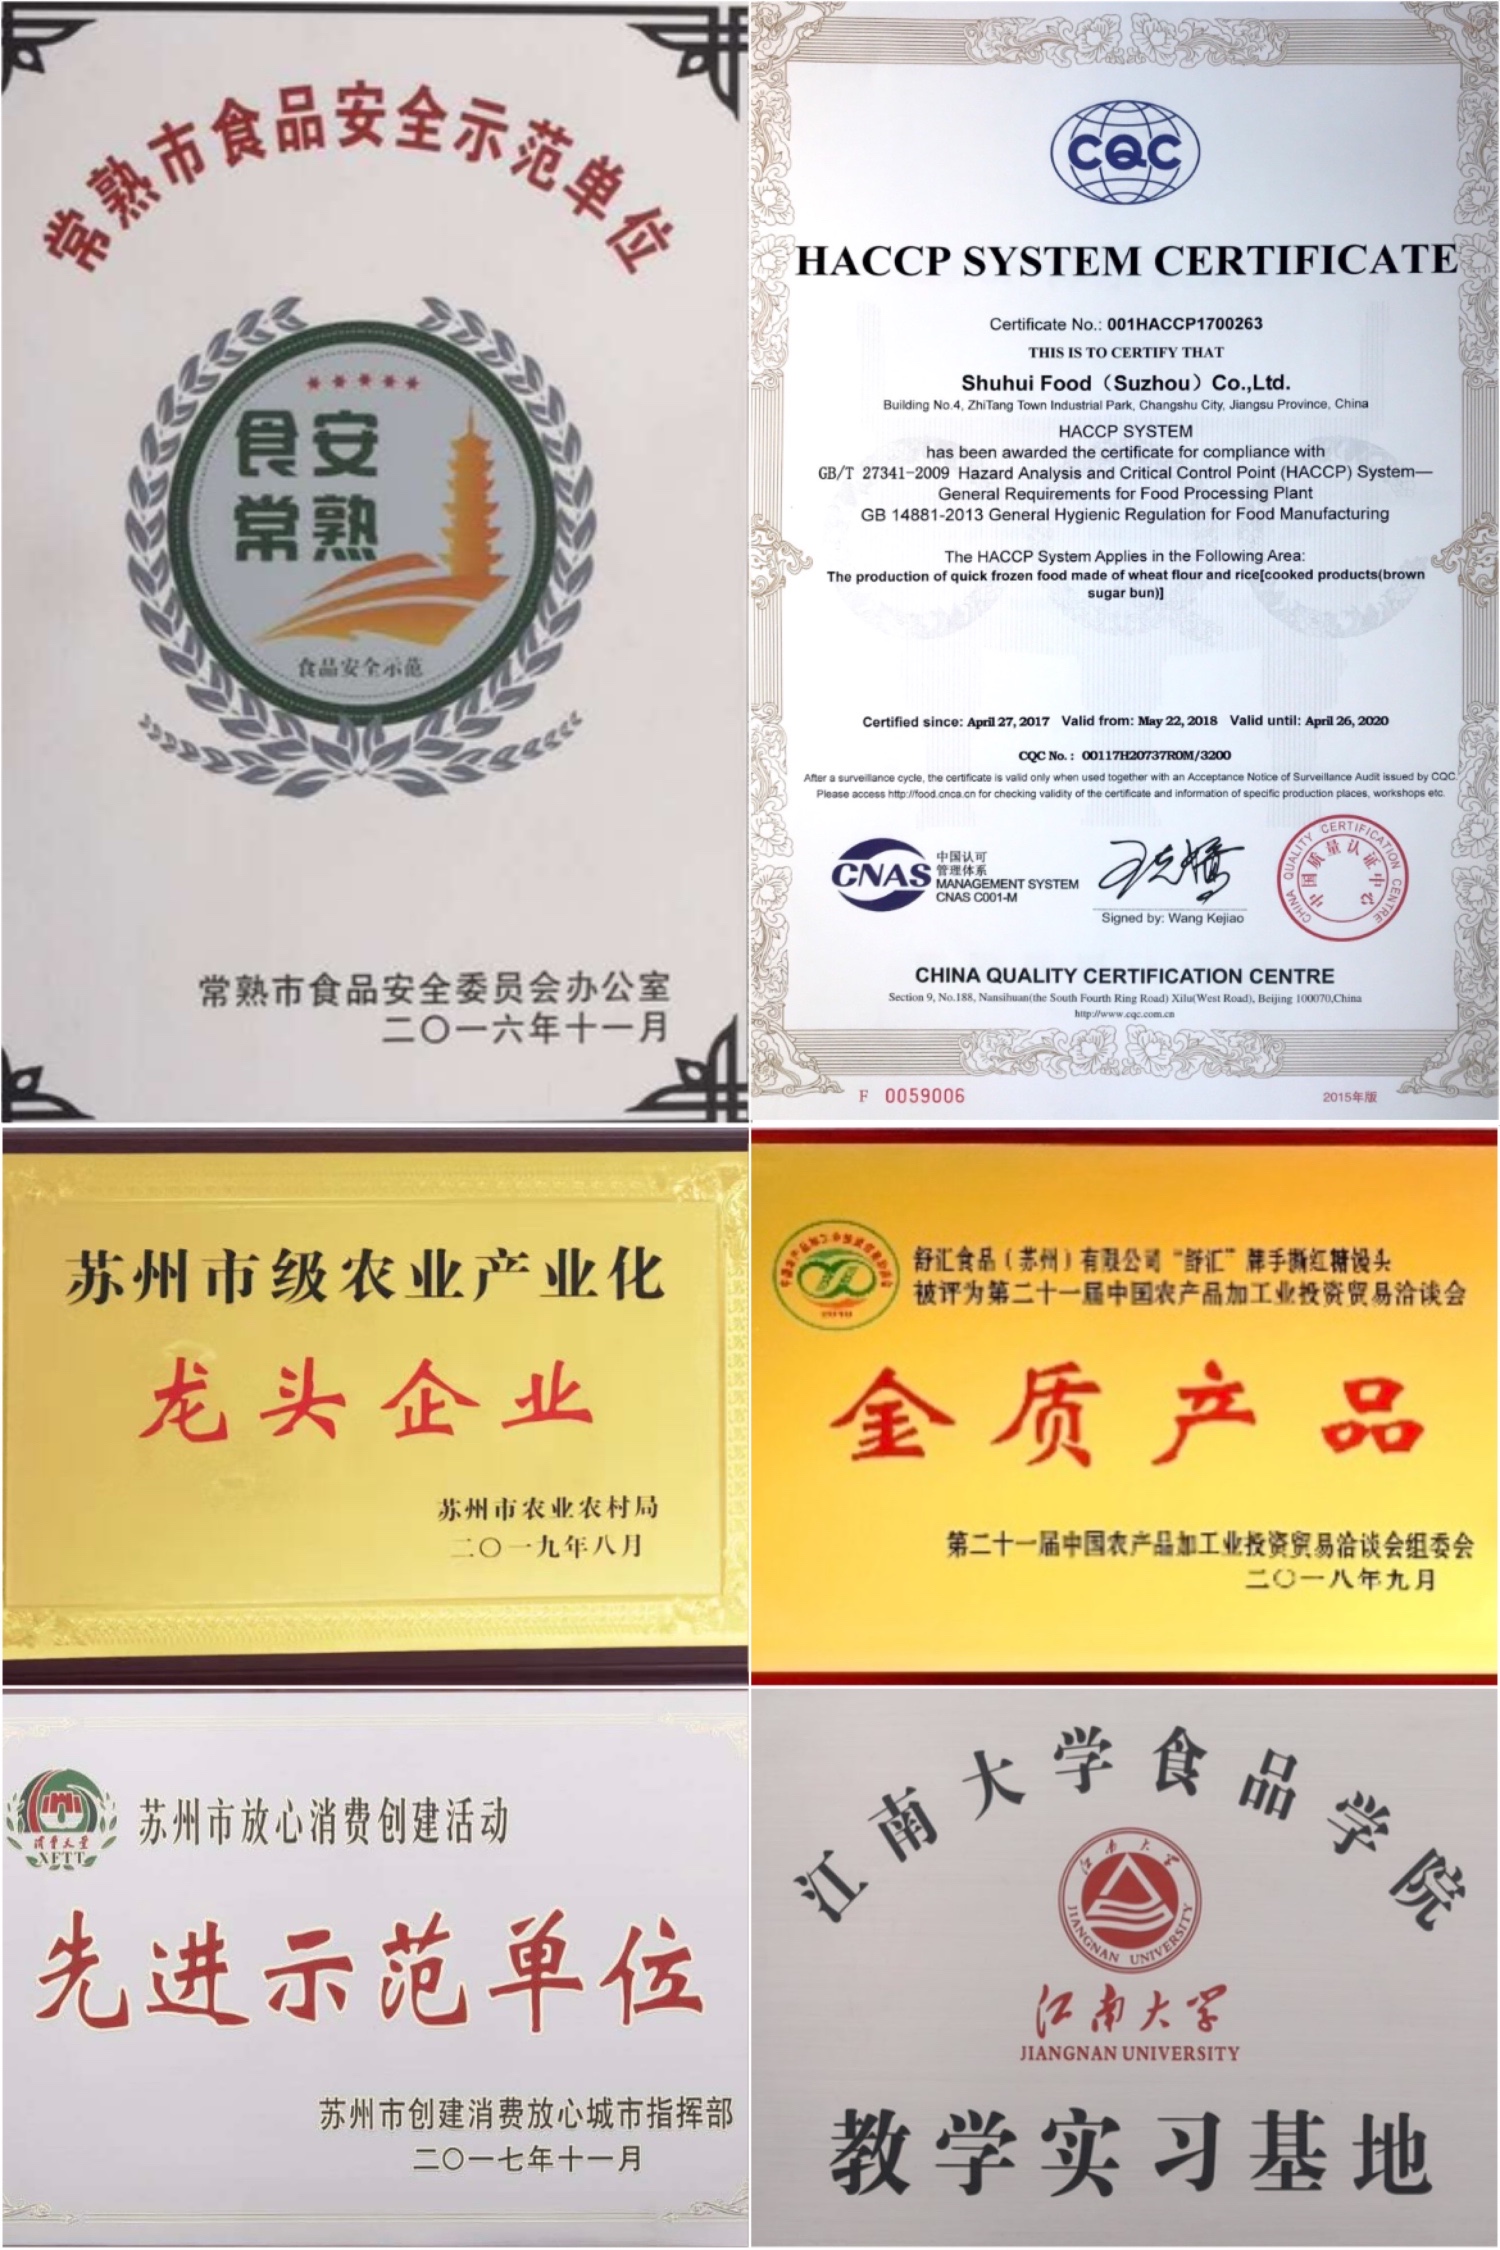 常熟市食品安全示范单位
食安
常熟
食品安全示范
常熟市食品安全委员会办公室
二〇一六年十一月
CQC
HACCP SYSTEM CERTIFICATE
Certificate No.: 001HACCP1700263
THIS IS TO CERTIFY THAT
Shuhui Food（Suzhou）Co.,Ltd.
Building No.4, ZhiTang Town Industrial Park, Changshu City, Jiangsu Province, China
HACCP SYSTEM
has been awarded the certificate for compliance with
GB/T 27341-2009 Hazard Analysis and Critical Control Point (HACCP) System—
General Requirements for Food Processing Plant
GB 14881-2013 General Hygienic Regulation for Food Manufacturing
The HACCP System Applies in the Following Area:
The production of quick frozen food made of wheat flour and rice[cooked products(brown
sugar bun)]
Certified since: April 27, 2017 Valid from: May 22, 2018 Valid until: April 26, 2020
CQC No. : 00117H20737R0M/3200
After a surveillance cycle, the certificate is valid only when used together with an Acceptance Notice of Surveillance Audit issued by CQC.
Please access http://food.cnca.cn for checking validity of the certificate and information of specific production places, workshops etc.
CNAS
中国认可
管理体系
MANAGEMENT SYSTEM
CNAS C001-M
Signed by: Wang Kejiao
CHINA QUALITY CERTIFICATION CENTRE
中国质量认证中心
CHINA QUALITY CERTIFICATION CENTRE
Section 9, No.188, Nansihuan(the South Fourth Ring Road) Xilu(West Road), Beijing 100070,China
http://www.cqc.com.cn
F 0059006
2015年版
苏州市级农业产业化
龙头企业
苏州市农业农村局
二〇一九年八月
舒汇食品（苏州）有限公司“舒汇”牌手撕红糖馒头
被评为第二十一届中国农产品加工业投资贸易洽谈会
金质产品
第二十一届中国农产品加工业投资贸易洽谈会组委会
二〇一八年九月
XFTT
苏州市放心消费创建活动
先进示范单位
苏州市创建消费放心城市指挥部
二〇一七年十一月
江南大学食品学院
江南大学
JIANGNAN UNIVERSITY
江南大学
JIANGNAN UNIVERSITY
教学实习基地